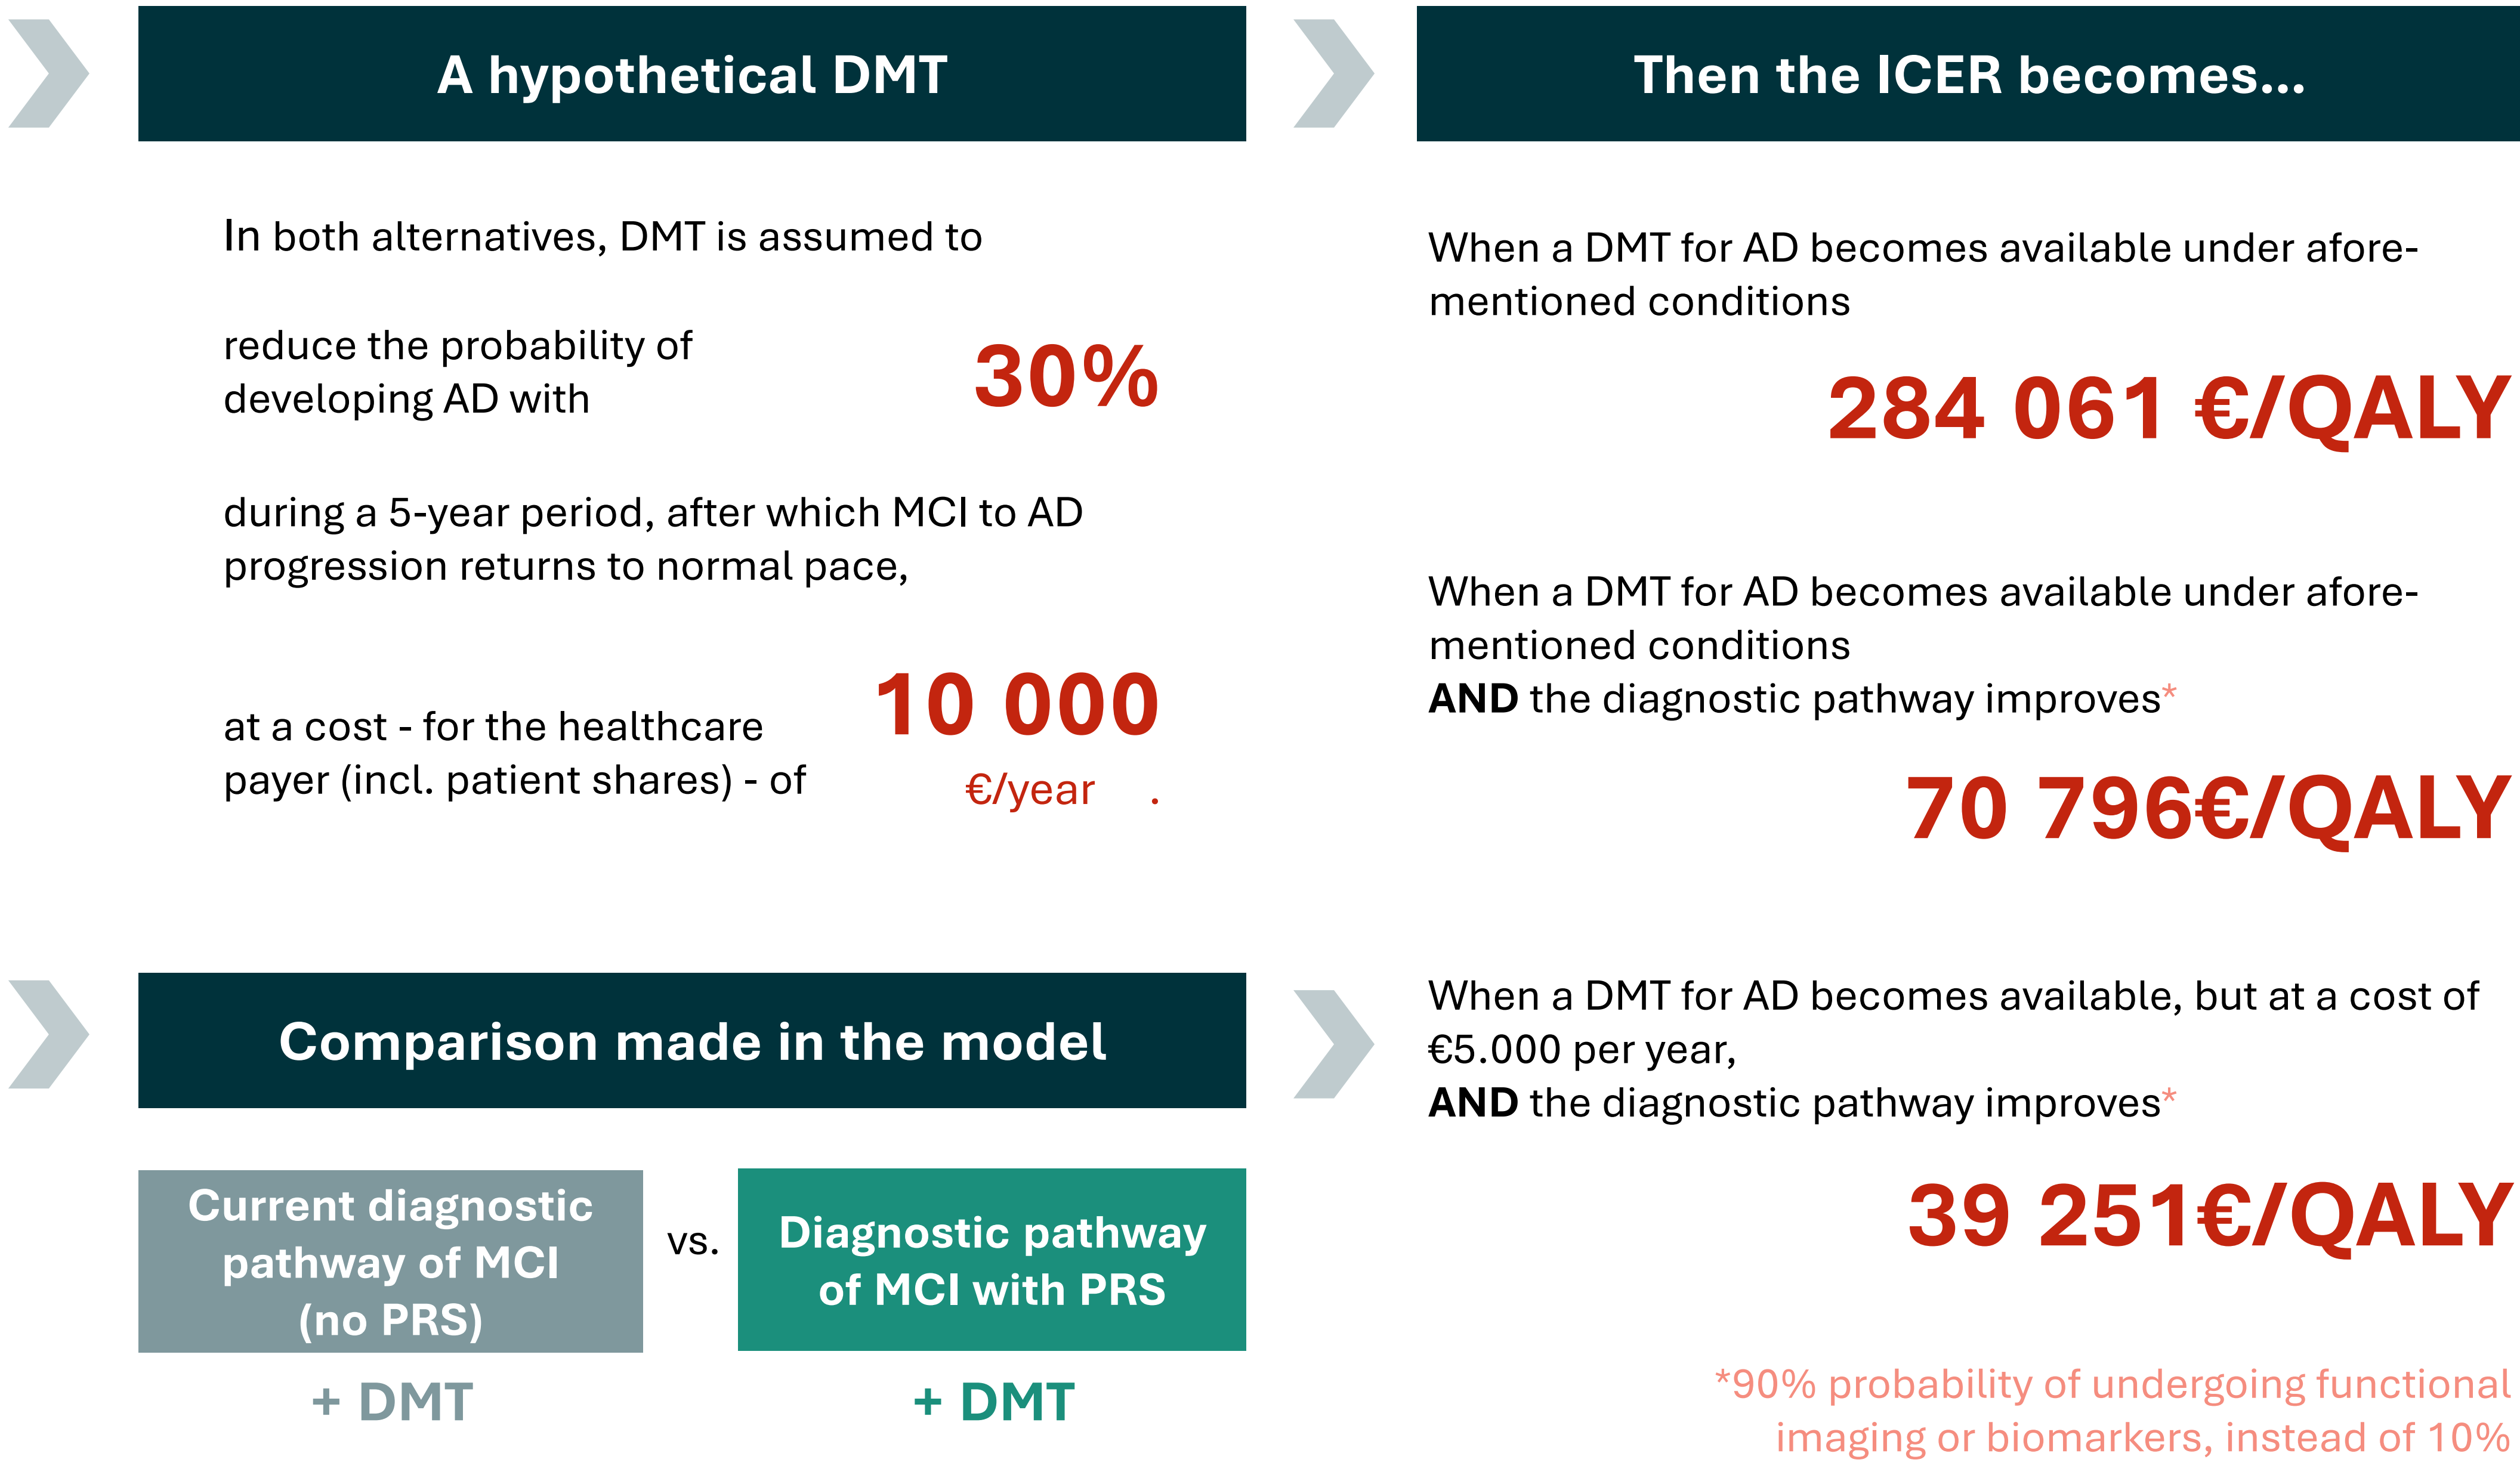 A hypothetical DMT
In both alternatives, DMT is assumed to
reduce the probability of
developing AD with
30%
during a 5-year period, after which MCI to AD
progression returns to normal pace,
at a cost - for the healthcare
payer (incl. patient shares) - of
10 000
€/year .
Comparison made in the model
Current diagnostic
pathway of MCI
(no PRS)
vs.
Diagnostic pathway
of MCI with PRS
+ DMT
+ DMT
Then the ICER becomes...
When a DMT for AD becomes available under afore-
mentioned conditions
284 061 €/QALY
When a DMT for AD becomes available under afore-
mentioned conditions
AND the diagnostic pathway improves*
70 796€/QALY
When a DMT for AD becomes available, but at a cost of
€5.000 per year,
AND the diagnostic pathway improves*
39 251€/QALY
*90% probability of undergoing functional
imaging or biomarkers, instead of 10%